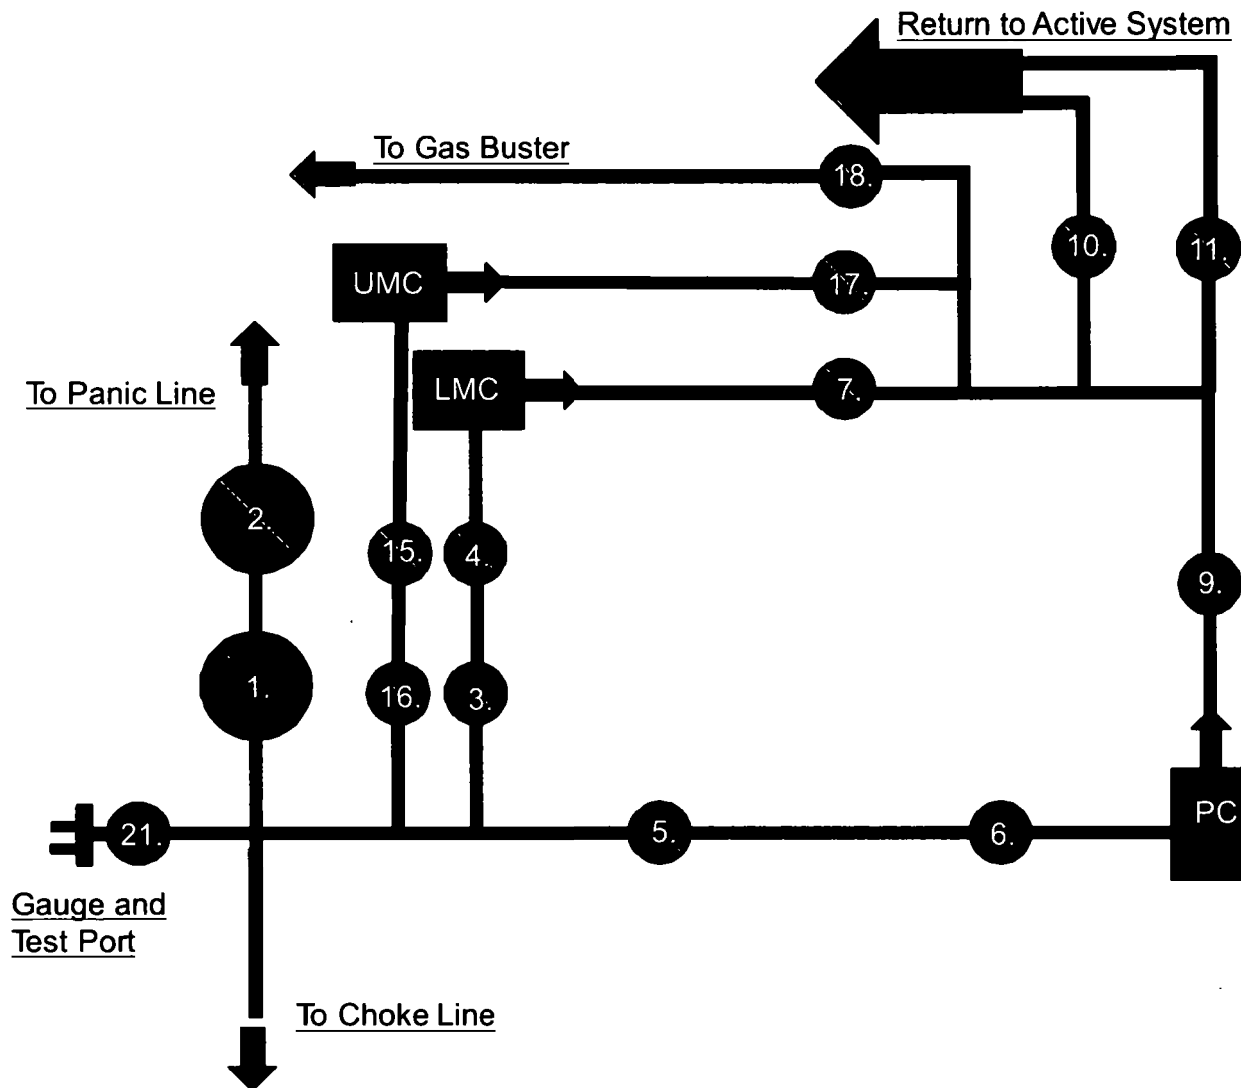 Return to Active System
To Gas Buster
18.
10.
11.
UMC
17.
To Panic Line
LMC
7.
2.
15.
4.
9.
1.
16.
3.
21.
5.
6.
PC
Gauge and
Test Port
To Choke Line